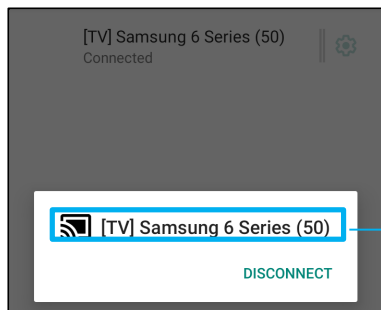 [TV] Samsung 6 Series (50)
Connected
[TV] Samsung 6 Series (50)
DISCONNECT